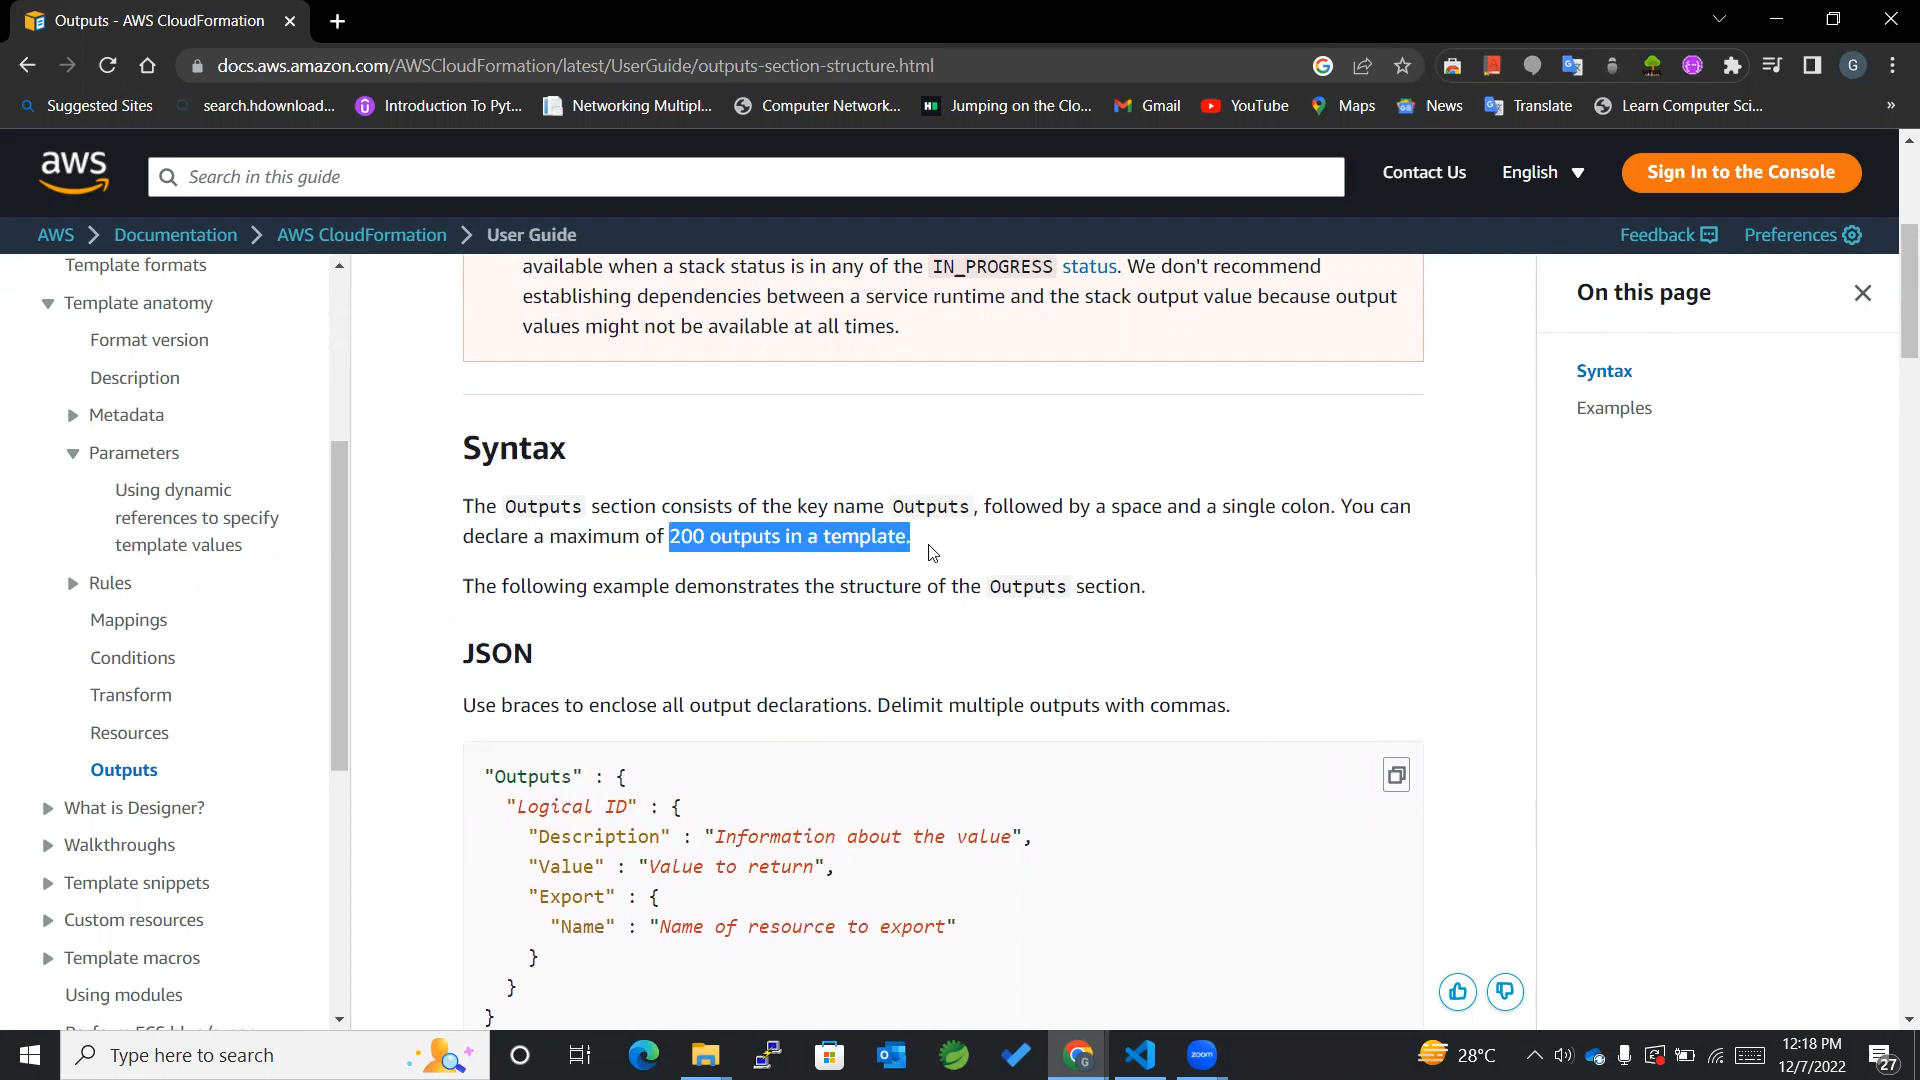 Outputs - AWS CloudFormation
docs.aws.amazon.com/AWSCloudFormation/latest/UserGuide/outputs-section-structure.html
G
Suggested Sites
search.hdownload...
Introduction To Pyt...
Networking Multipl...
Computer Network...
Jumping on the Clo...
Gmail
YouTube
Maps
News
Translate
Learn Computer Sci...
»
aws
Search in this guide
Contact Us
English
Sign In to the Console
AWS
Documentation
AWS CloudFormation
User Guide
Feedback
Preferences
Template formats
Template anatomy
Format version
Description
Metadata
Parameters
Using dynamic
references to specify
template values
Rules
Mappings
Conditions
Transform
Resources
Outputs
What is Designer?
Walkthroughs
Template snippets
Custom resources
Template macros
Using modules
available when a stack status is in any of the IN_PROGRESS status. We don't recommend
establishing dependencies between a service runtime and the stack output value because output
values might not be available at all times.
Syntax
The Outputs section consists of the key name Outputs, followed by a space and a single colon. You can
declare a maximum of 200 outputs in a template.
The following example demonstrates the structure of the Outputs section.
JSON
Use braces to enclose all output declarations. Delimit multiple outputs with commas.
"Outputs" : {
"Logical ID" : {
"Description" : "Information about the value",
"Value" : "Value to return",
"Export" : {
"Name" : "Name of resource to export"
}
}
}
On this page
Syntax
Examples
Type here to search
zoom
28°C
12:18 PM
12/7/2022
27